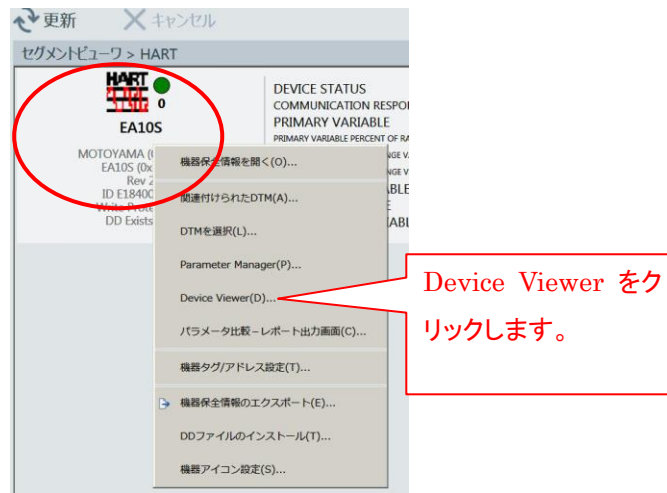 更新 キャンセル
セグメントビューワ > HART
HART
0
EA10S
MOTOYAMA
EA10S (0x
Rev 2
ID E1840
Write Prote
DD Exists
DEVICE STATUS
COMMUNICATION RESPO
PRIMARY VARIABLE
PRIMARY VARIABLE PERCENT OF RA
機器保全情報を開く(O)...
関連付けられたDTM(A)...
DTMを選択(L)...
Parameter Manager(P)...
Device Viewer(D)...
パラメータ比較－レポート出力画面(C)...
機器タグ/アドレス設定(T)...
機器保全情報のエクスポート(E)...
DDファイルのインストール(T)...
機器アイコン設定(S)...
Device Viewer をク
リックします。